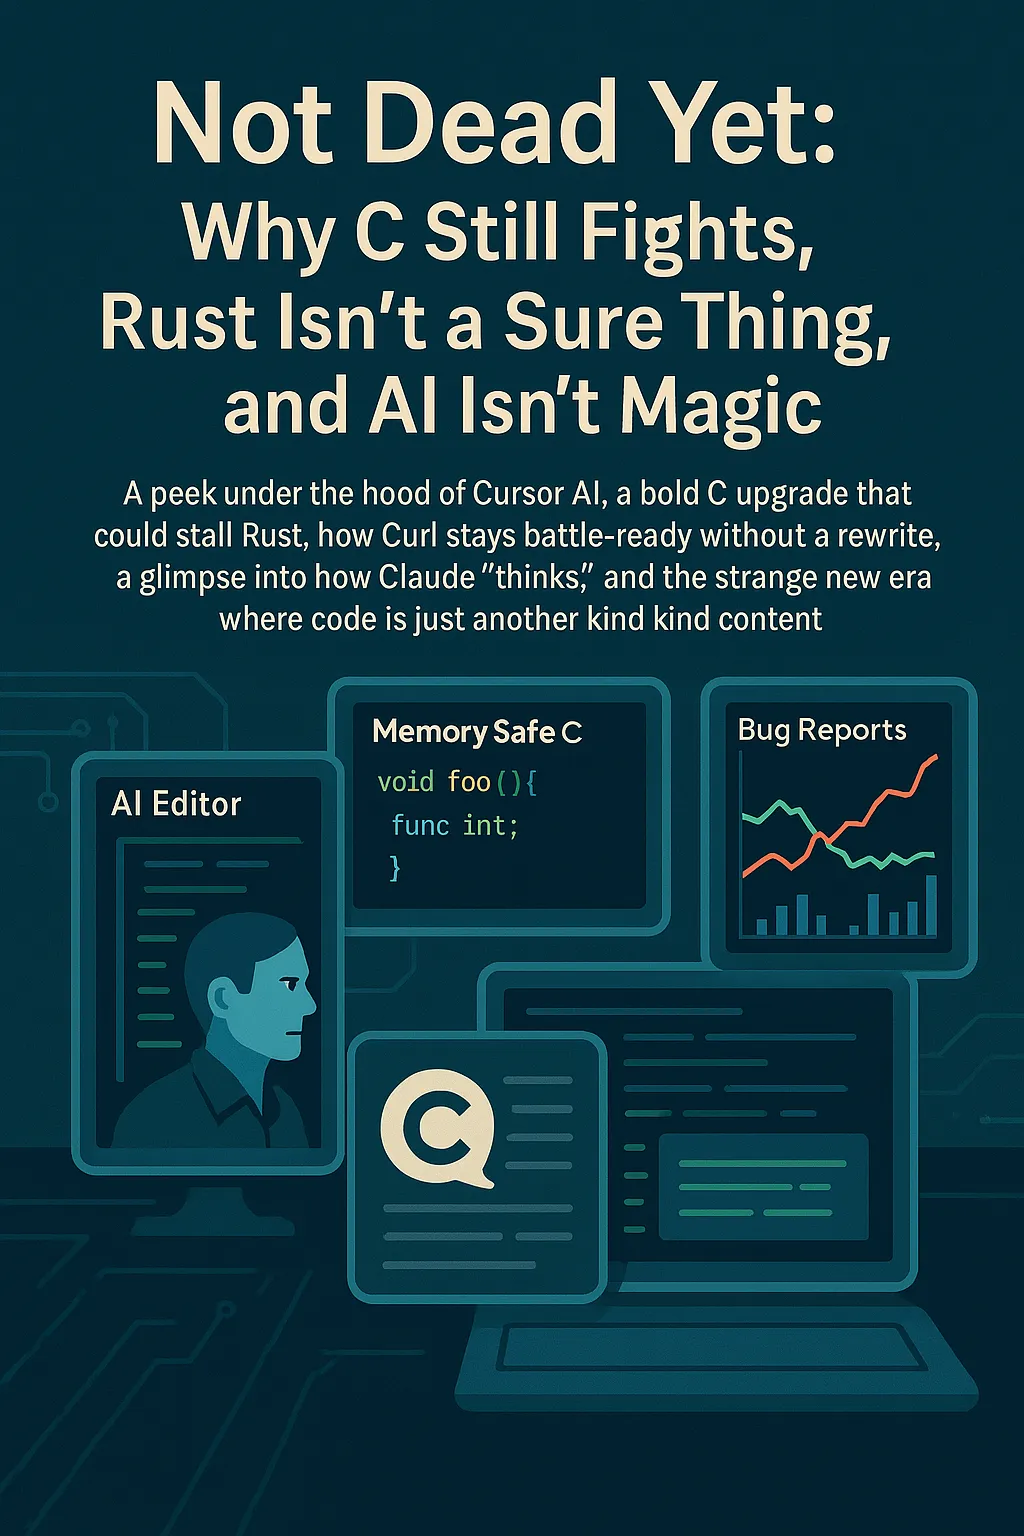 Not Dead Yet:
Why C Still Fights,
Rust Isn't a Sure Thing,
and AI Isn't Magic
A peek under the hood of Cursor AI, a bold C upgrade that
could stall Rust, how Curl stays battle-ready without a rewrite,
a glimpse into how Claude "thinks," and the strange new era
where code is just another kind kind content
AI Editor
Memory Safe C
void foo(){
func int;
}
Bug Reports
C